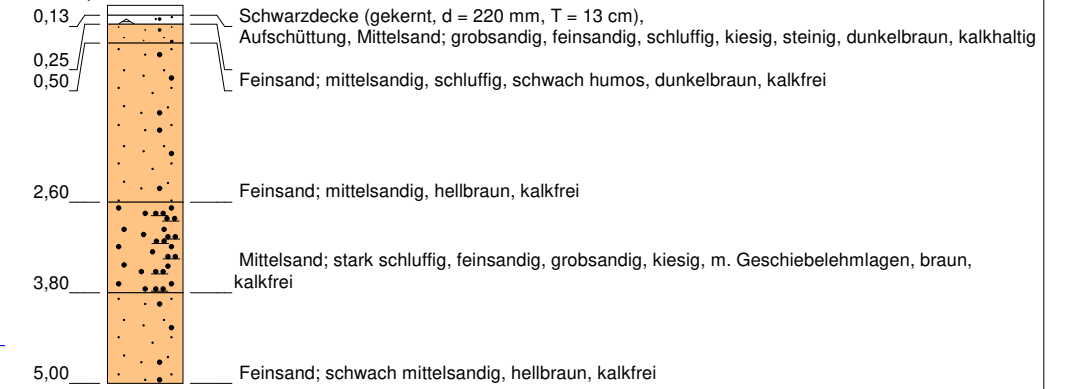 0,13
Schwarzdecke (gekernt, d = 220 mm, T = 13 cm),
Aufschüttung, Mittelsand; grobsandig, feinsandig, schluffig, kiesig, steinig, dunkelbraun, kalkhaltig
0,25
0,50
Feinsand; mittelsandig, schluffig, schwach humos, dunkelbraun, kalkfrei
2,60
Feinsand; mittelsandig, hellbraun, kalkfrei
Mittelsand; stark schluffig, feinsandig, grobsandig, kiesig, m. Geschiebelehmlagen, braun,
3,80
kalkfrei
5,00
Feinsand; schwach mittelsandig, hellbraun, kalkfrei